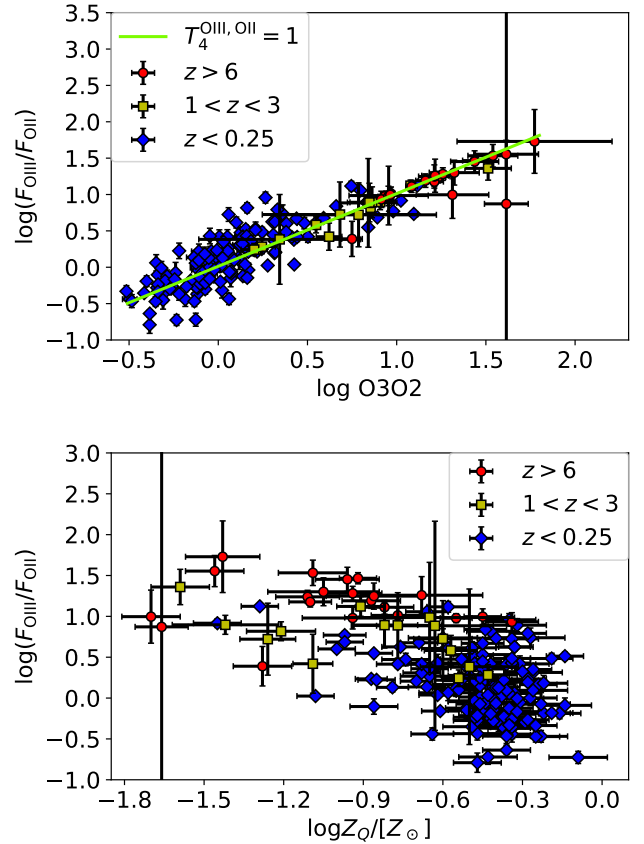 3.5
3.0
2.5
2.0
1.5
1.0
0.5
0.0
−0.5
−1.0
log(F_OIII/F_OII)
T_4^{OIII, OII} = 1
z > 6
1 < z < 3
z < 0.25
−0.5 0.0 0.5 1.0 1.5 2.0
log O3O2
3.0
2.5
2.0
1.5
1.0
0.5
0.0
−0.5
−1.0
log(F_OIII/F_OII)
z > 6
1 < z < 3
z < 0.25
−1.8 −1.5 −1.2 −0.9 −0.6 −0.3 0.0
logZ_Q/[Z_⊙]